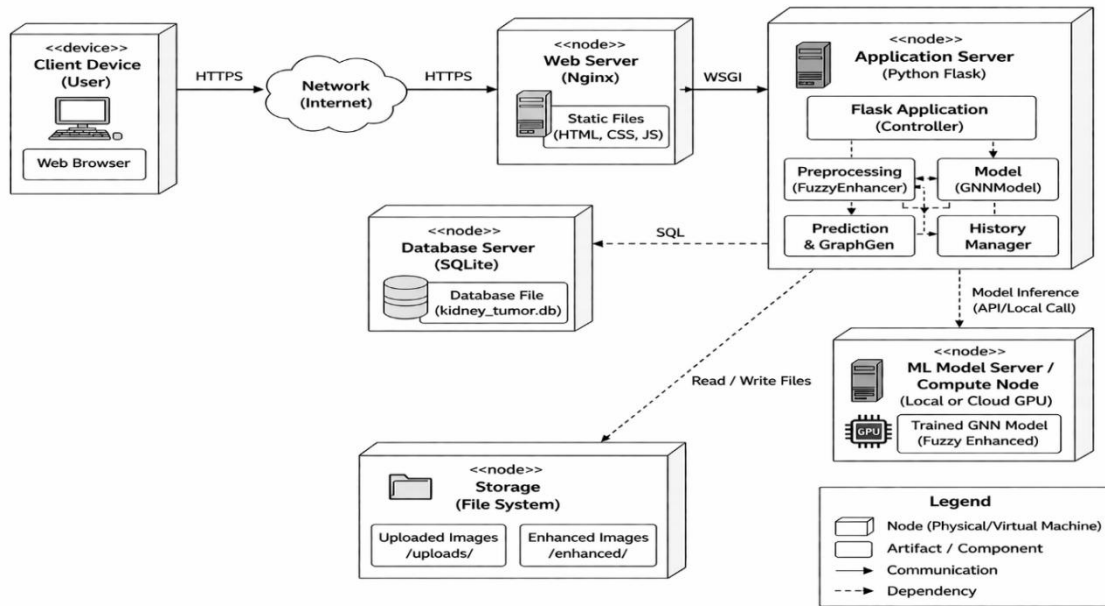 <<device>>
Client Device
(User)
Web Browser
HTTPS
Network
(Internet)
HTTPS
<<node>>
Web Server
(Nginx)
Static Files
(HTML, CSS, JS)
WSGI
<<node>>
Application Server
(Python Flask)
Flask Application
(Controller)
Preprocessing
(FuzzyEnhancer)
Model
(GNNModel)
Prediction
& GraphGen
History
Manager
SQL
<<node>>
Database Server
(SQLite)
Database File
(kidney_tumor.db)
Model Inference
(API/Local Call)
<<node>>
ML Model Server /
Compute Node
(Local or Cloud GPU)
GPU
Trained GNN Model
(Fuzzy Enhanced)
Read / Write Files
<<node>>
Storage
(File System)
Uploaded Images
/uploads/
Enhanced Images
/enhanced/
Legend
Node (Physical/Virtual Machine)
Artifact / Component
Communication
Dependency